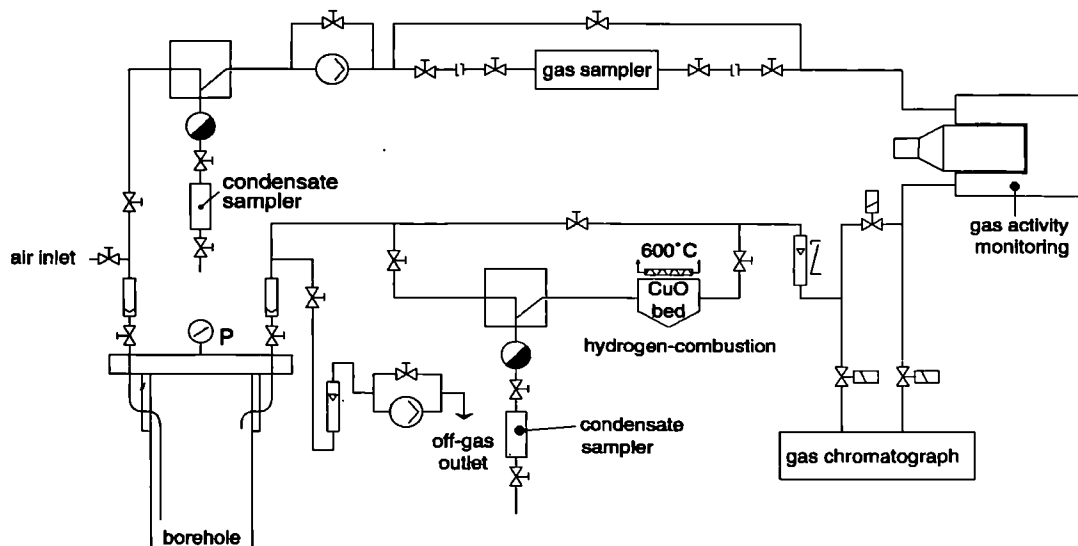 gas sampler
condensate
sampler
gas activity
monitoring
air inlet
600°C
CuO
bed
P
hydrogen-combustion
off-gas
outlet
condensate
sampler
gas chromatograph
borehole